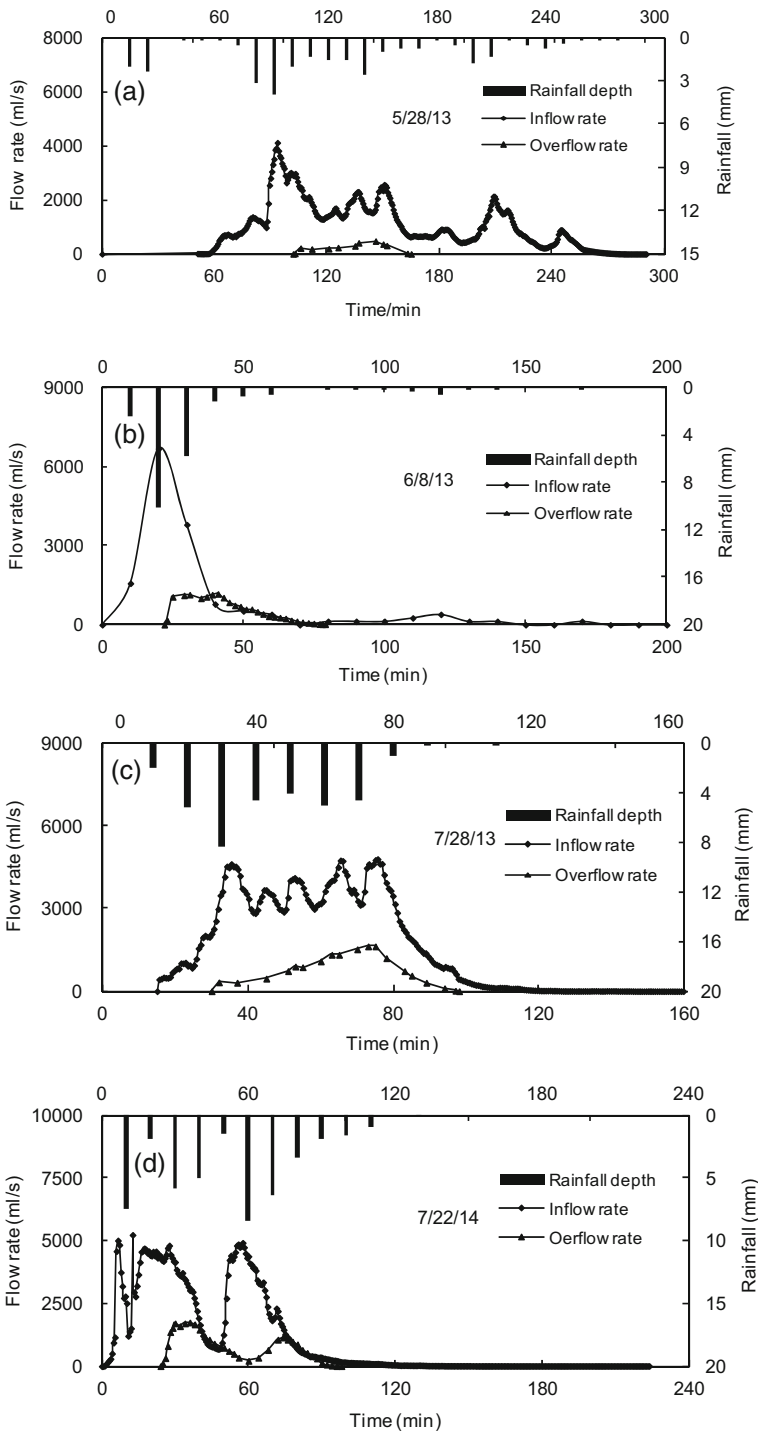 0 60 120 180 240 300
8000 0
(a)
Rainfall depth
6000 3
5/28/13
Inflow rate
6
4000 Overflow rate
9
2000
12
0 15
0 60 120 180 240 300
Flow rate (ml/s)
Rainfall (mm)
Time/min
0 50 100 150 200
9000 0
(b)
4
Rainfall depth
6000
6/8/13
Inflow rate
8
Overflow rate
12
3000
16
0 20
0 50 100 150 200
Flow rate (ml/s)
Rainfall (mm)
Time (min)
0 40 80 120 160
9000 0
(c)
4
Rainfall depth
6000
7/28/13
Inflow rate
8
Overflow rate
12
3000
16
0 20
0 40 80 120 160
Flow rate (ml/s)
Rainfall (mm)
Time (min)
0 60 120 180 240
10000 0
(d)
Rainfall depth
7500 5
7/22/14
Inflow rate
Oerflow rate
5000 10
2500 15
0 20
0 60 120 180 240
Flow rate (ml/s)
Rainfall (mm)
Time (min)